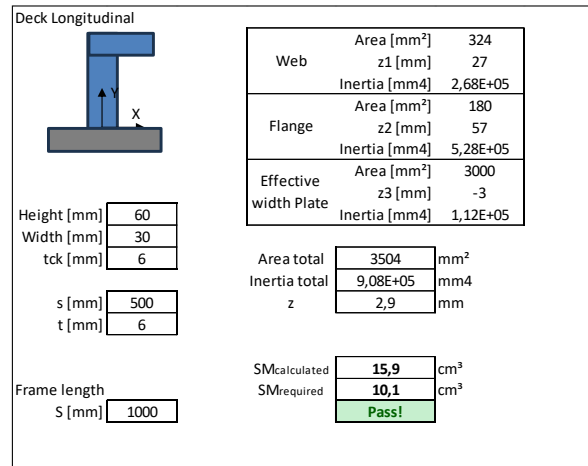 Deck Longitudinal
Y
X
Web
Area [mm²] 324
z1 [mm] 27
Inertia [mm4] 2,68E+05
Flange
Area [mm²] 180
z2 [mm] 57
Inertia [mm4] 5,28E+05
Effective width Plate
Area [mm²] 3000
z3 [mm] -3
Inertia [mm4] 1,12E+05
Height [mm] 60
Width [mm] 30
tck [mm] 6
s [mm] 500
t [mm] 6
Frame length
S [mm] 1000
Area total 3504 mm²
Inertia total 9,08E+05 mm4
z 2,9 mm
SMcalculated 15,9 cm³
SMrequired 10,1 cm³
Pass!